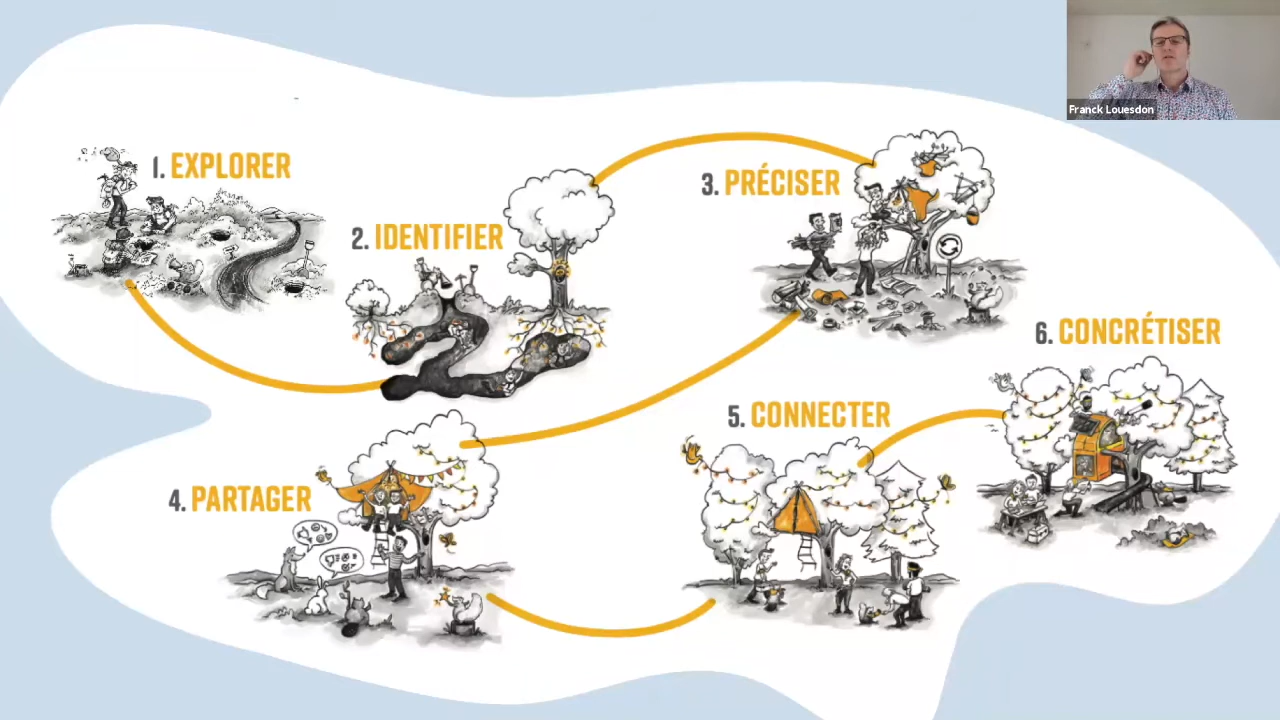 Franck Louesdon
1. EXPLORER
2. IDENTIFIER
3. PRÉCISER
4. PARTAGER
5. CONNECTER
6. CONCRÉTISER